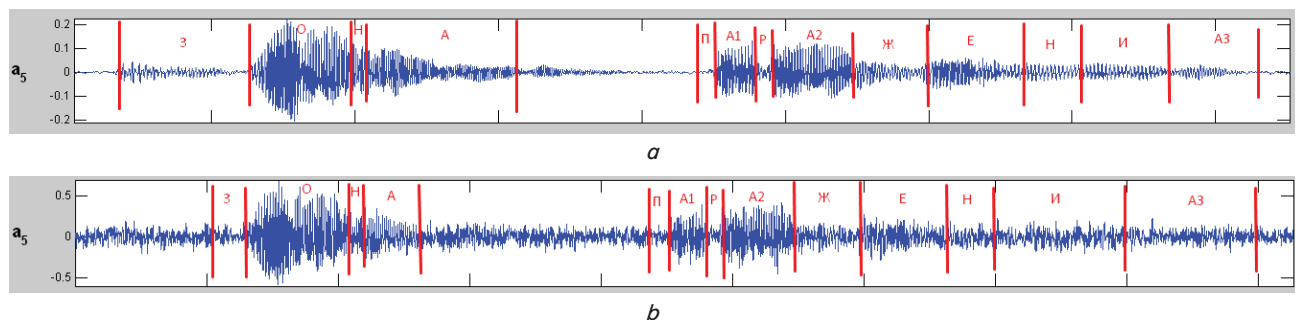 0.2 З О Н А П А1 Р А2 Ж Е Н И А3
0.1
a5 0
-0.1
-0.2
a
0.5 З О Н А П А1 Р А2 Ж Е Н И А3
a5 0
-0.5
b